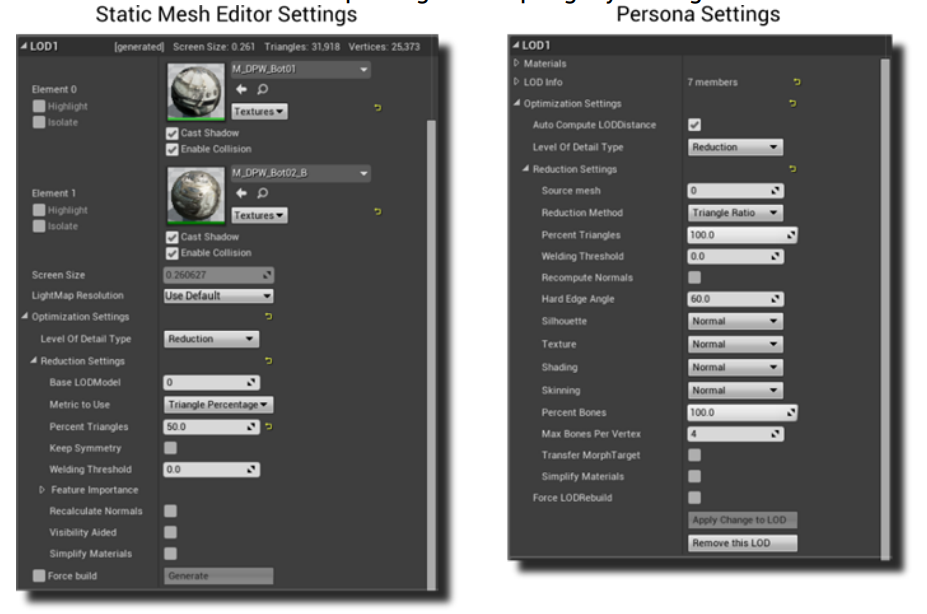 Static Mesh Editor Settings
LOD1 [generated] Screen Size: 0.261 Triangles: 31,918 Vertices: 25,373
M_DPW_Bot01
Element 0
Highlight
Isolate
Textures
Cast Shadow
Enable Collision
M_DPW_Bot02_B
Element 1
Highlight
Isolate
Textures
Cast Shadow
Enable Collision
Screen Size 0.260627
LightMap Resolution Use Default
Optimization Settings
Level Of Detail Type Reduction
Reduction Settings
Base LODModel 0
Metric to Use Triangle Percentage
Percent Triangles 50.0
Keep Symmetry
Welding Threshold 0.0
Feature Importance
Recalculate Normals
Visibility Aided
Simplify Materials
Force build Generate
Persona Settings
LOD1
Materials
LOD Info 7 members
Optimization Settings
Auto Compute LODDistance
Level Of Detail Type Reduction
Reduction Settings
Source mesh 0
Reduction Method Triangle Ratio
Percent Triangles 100.0
Welding Threshold 0.0
Recompute Normals
Hard Edge Angle 60.0
Silhouette Normal
Texture Normal
Shading Normal
Skinning Normal
Percent Bones 100.0
Max Bones Per Vertex 4
Transfer MorphTarget
Simplify Materials
Force LODRebuild
Apply Change to LOD
Remove this LOD